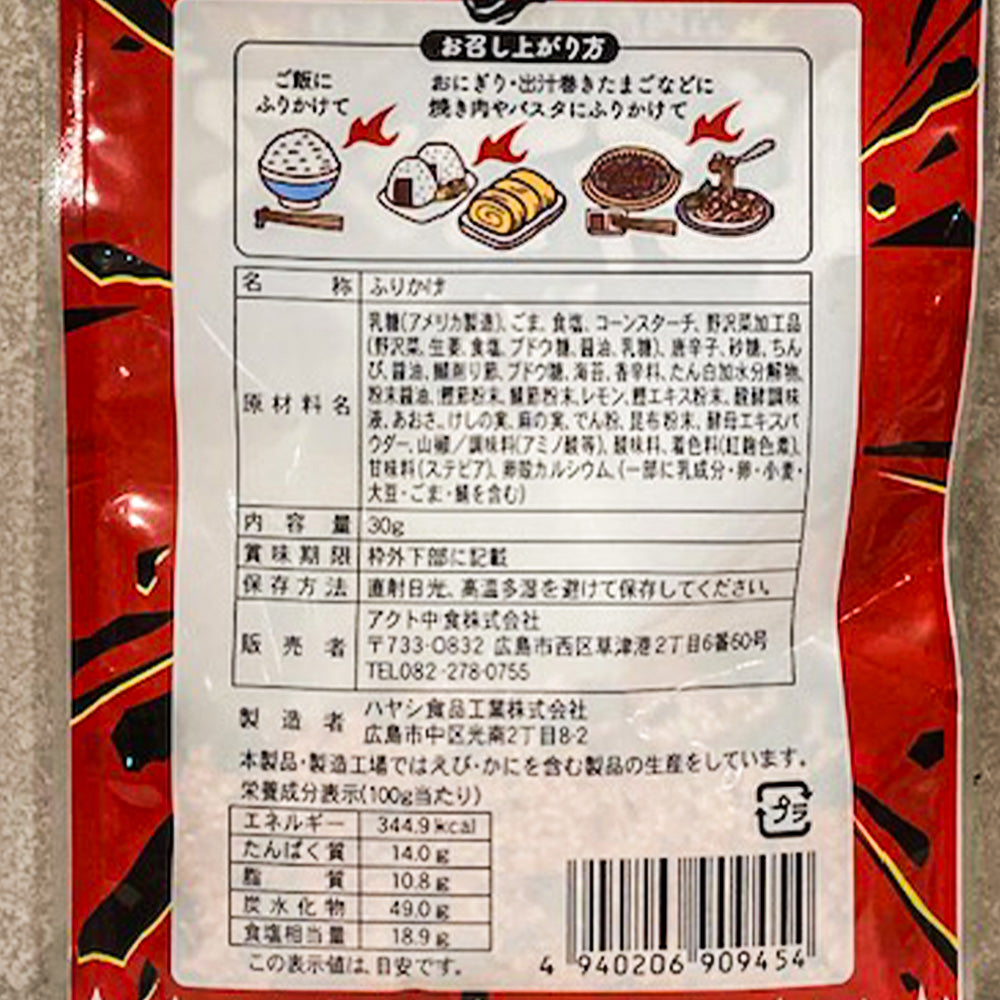 お召し上がり方
ご飯に
ふりかけて
おにぎり・出汁巻きたまごなどに
焼き肉やパスタにふりかけて
名称 ふりかけ
原材料名
乳糖(アメリカ製造)、ごま、食塩、コーンスターチ、野沢菜加工品
(野沢菜、生姜、食塩、ブドウ糖、醤油、乳糖)、唐辛子、砂糖、ちん
ぴ、醤油、鯖削り節、ブドウ糖、海苔、香辛料、たん白加水分解物、
粉末醤油、鰹節粉末、鯖節粉末、レモン、鰹エキス粉末、醗酵調味
液、あおさ、けしの実、麻の実、でん粉、昆布粉末、酵母エキスパ
ウダー、山椒/調味料(アミノ酸等)、酸味料、着色料(紅麹色素)、
甘味料(ステビア)、卵殻カルシウム、(一部に乳成分・卵・小麦・
大豆・ごま・鯖を含む)
内容量 30g
賞味期限 枠外下部に記載
保存方法 直射日光、高温多湿を避けて保存してください。
販売者
アクト中食株式会社
〒733-0832 広島市西区草津港2丁目6番60号
TEL082-278-0755
製造者
ハヤシ食品工業株式会社
広島市中区光南2丁目8-2
本製品・製造工場ではえび・かにを含む製品の生産をしています。
栄養成分表示(100g当たり)
エネルギー 344.9kcal
たんぱく質 14.0g
脂質 10.8g
炭水化物 49.0g
食塩相当量 18.9g
この表示値は、目安です。
プラ
4 940206 909454